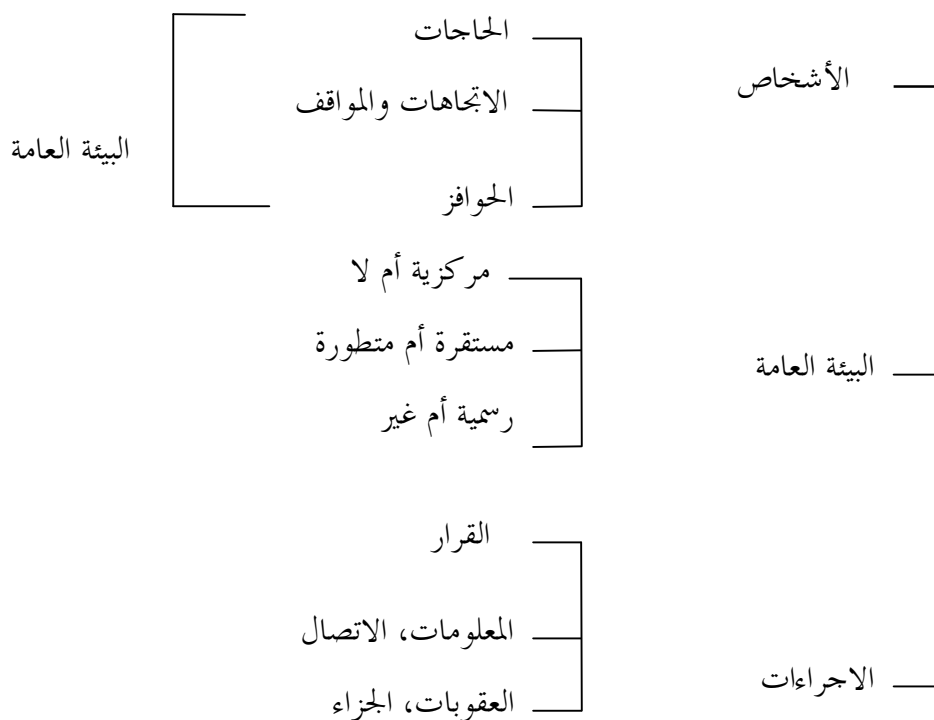 الحاجات
الأشخاص
الاتجاهات والمواقف
البيئة العامة
الحوافز
مركزية أم لا
مستقرة أم متطورة
البيئة العامة
رسمية أم غير
القرار
المعلومات، الاتصال
الاجراءات
العقوبات، الجزاء